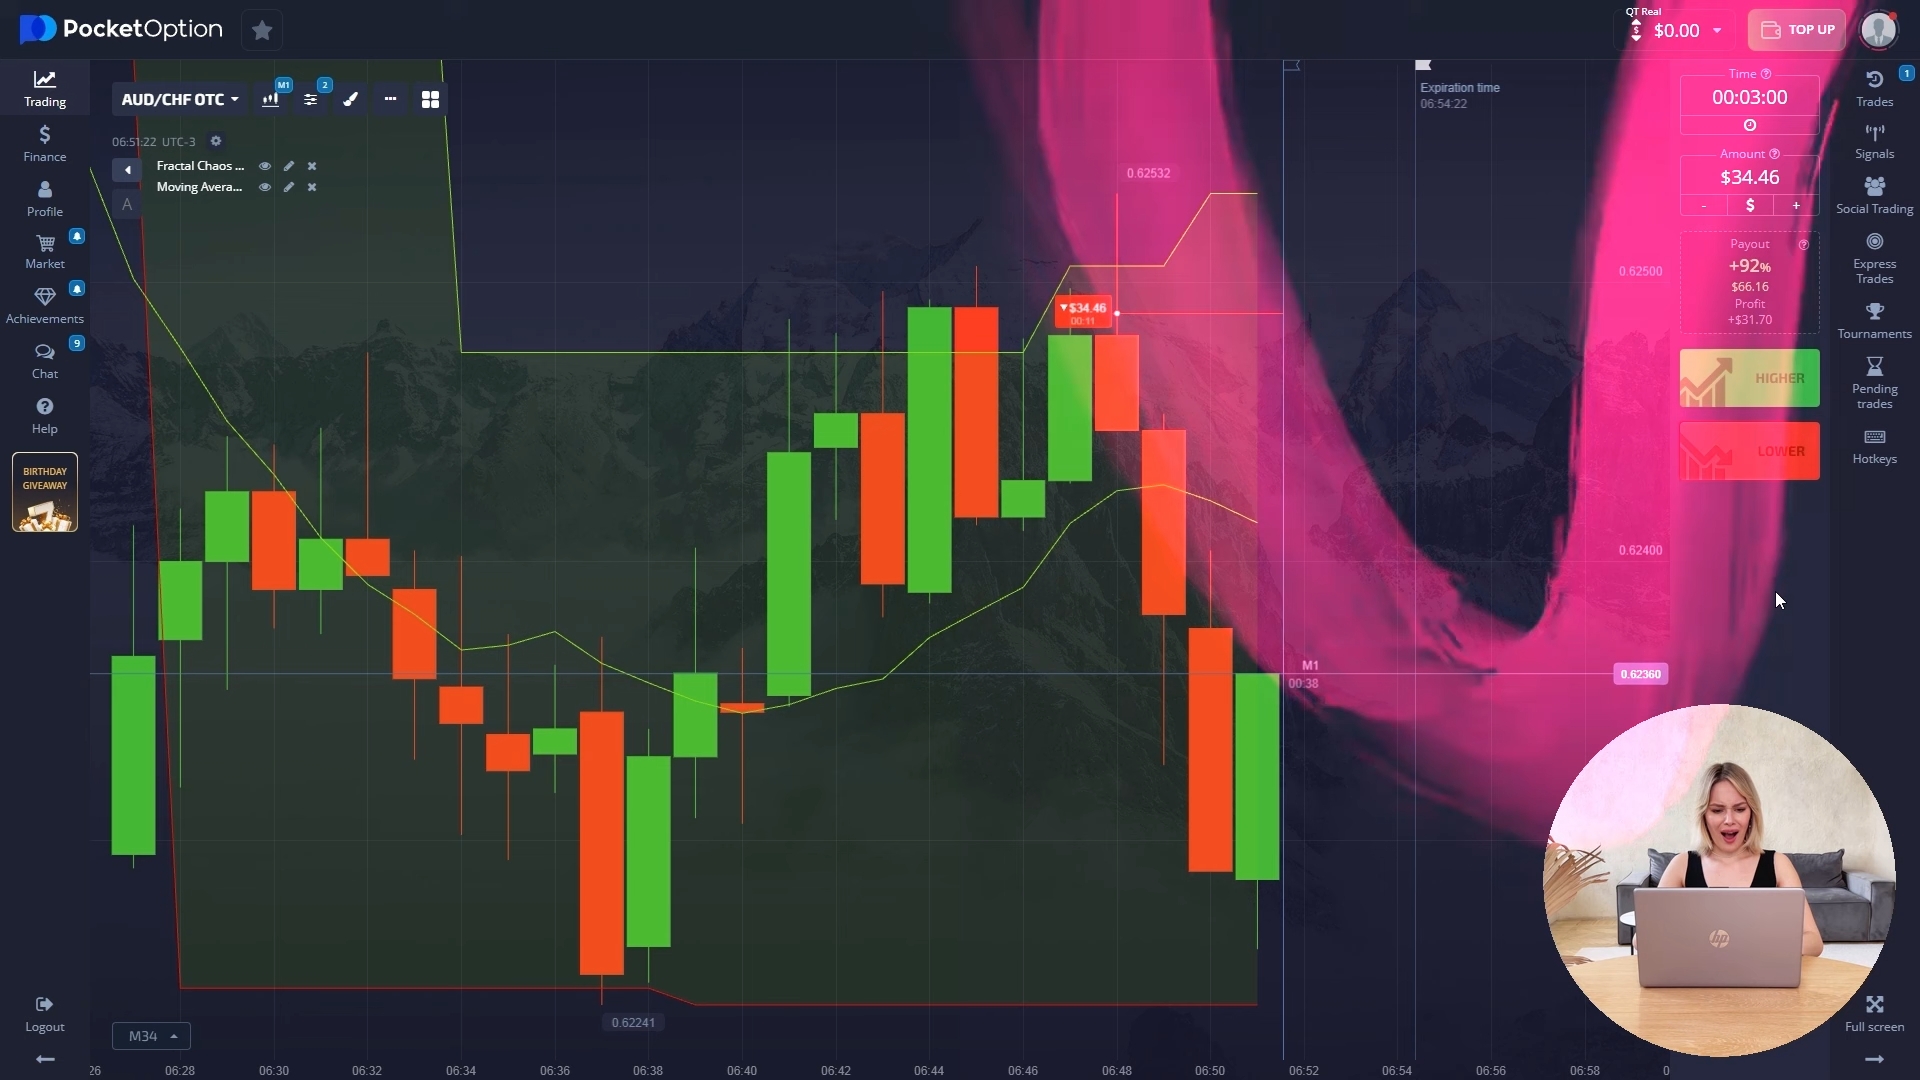 PocketOption
QT Real
$0.00
TOP UP
Trading
Finance
Profile
Market
Achievements
9
Chat
Help
BIRTHDAY
GIVEAWAY
Logout
AUD/CHF OTC
M1
2
06:51:22 UTC-3
Fractal Chaos ...
Moving Avera...
A
Expiration time
06:54:22
0.62532
▼$34.46
00:11
0.62500
0.62400
0.62360
M1
00:38
0.62241
M34
26
06:28
06:30
06:32
06:34
06:36
06:38
06:40
06:42
06:44
06:46
06:48
06:50
06:52
06:54
06:56
06:58
0
Time
00:03:00
Amount
$34.46
- $ +
Payout
+92%
$66.16
Profit
+$31.70
HIGHER
LOWER
1
Trades
Signals
Social Trading
Express
Trades
Tournaments
Pending
trades
Hotkeys
hp
Full screen